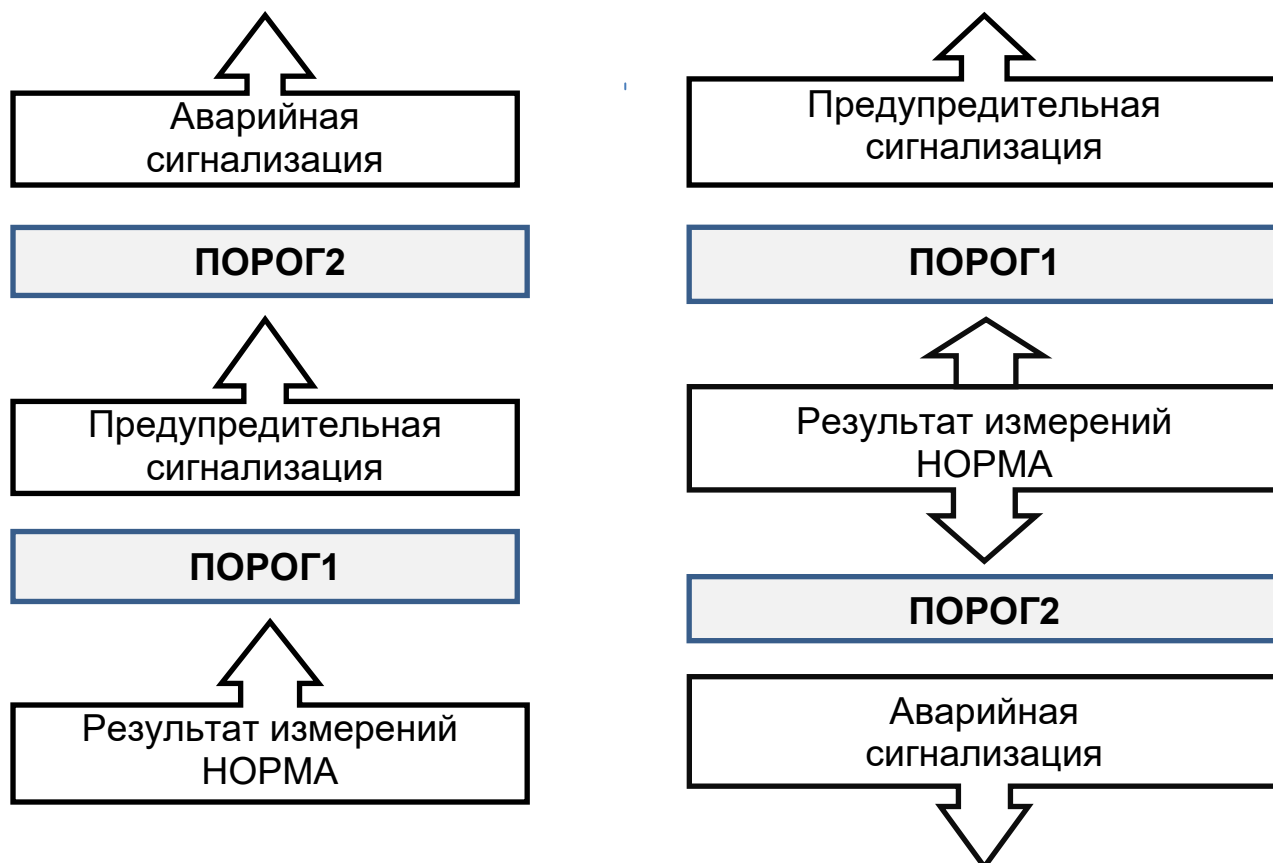 Аварийная
сигнализация
ПОРОГ2
Предупредительная
сигнализация
ПОРОГ1
Результат измерений
НОРМА
Предупредительная
сигнализация
ПОРОГ1
Результат измерений
НОРМА
ПОРОГ2
Аварийная
сигнализация